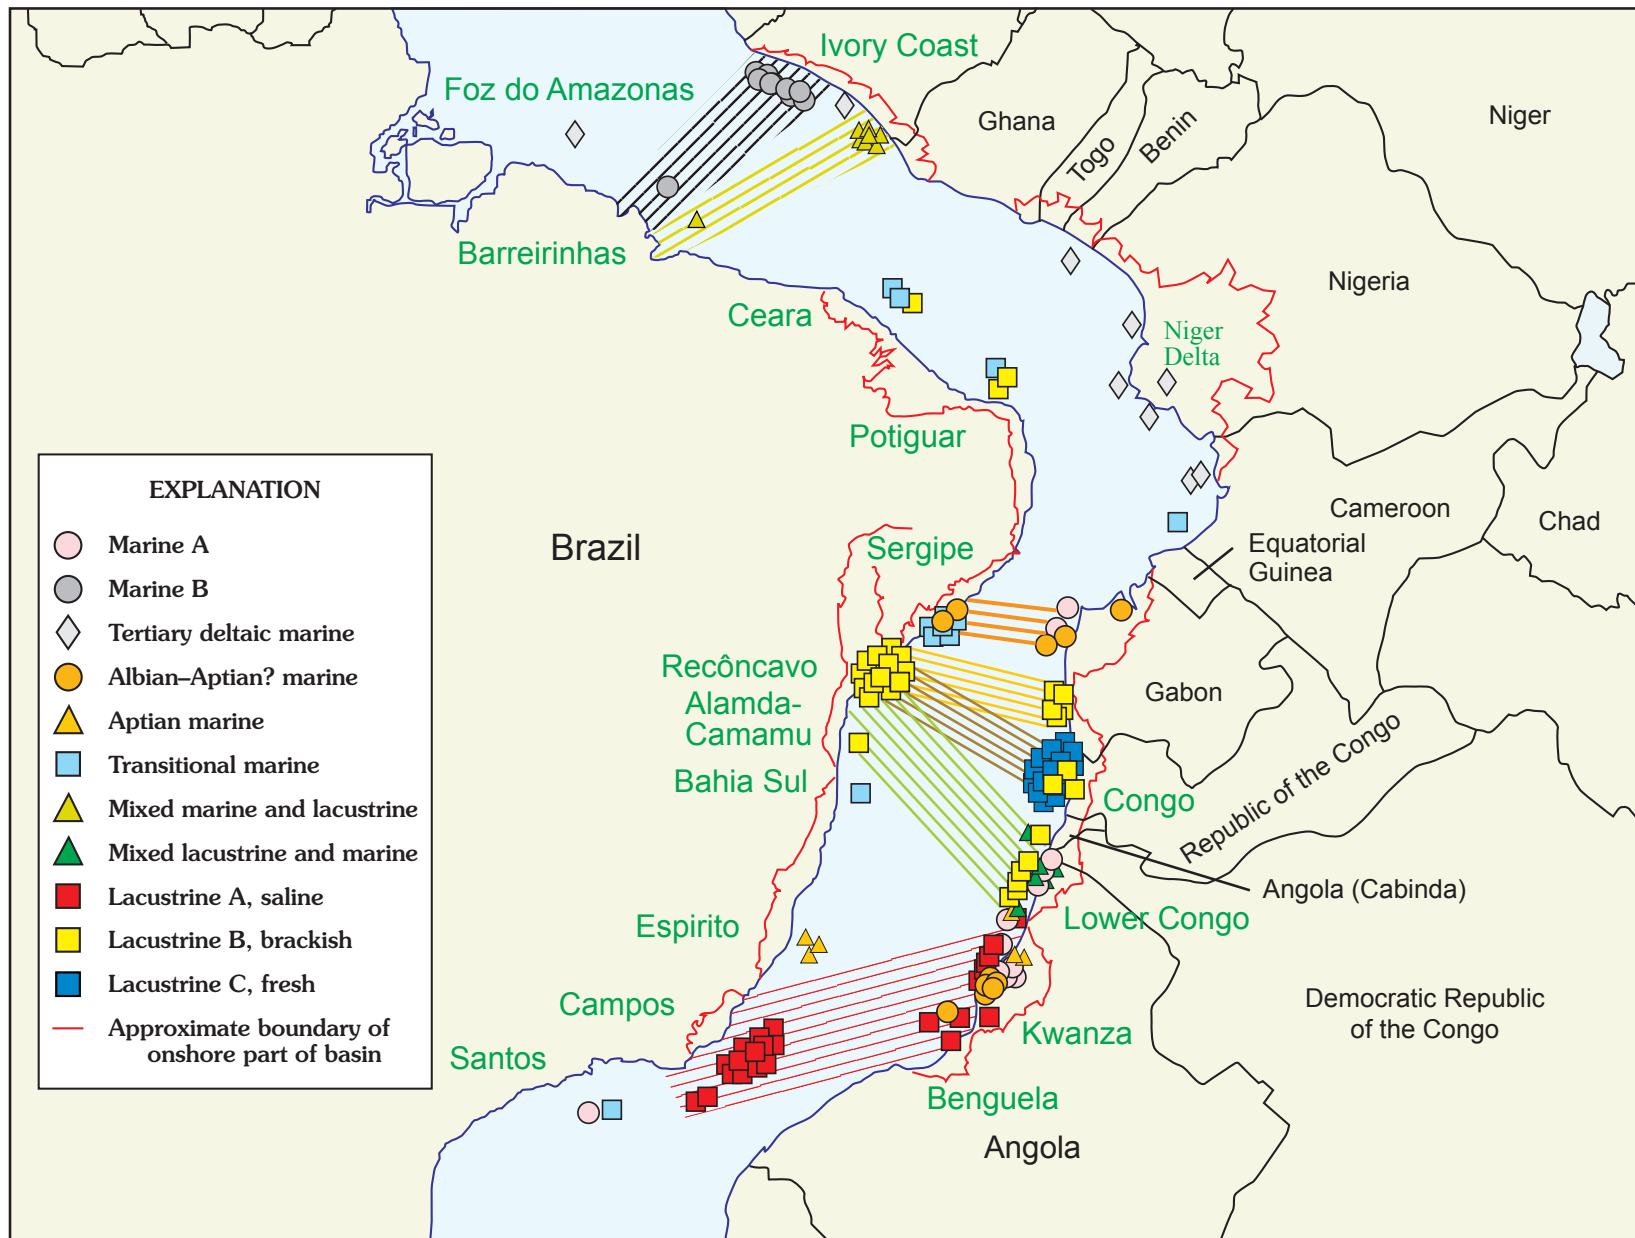 Ivory Coast
Foz do Amazonas
Ghana
Togo
Benin
Niger
Barreirinhas
Ceara
Nigeria
Niger
Delta
Potiguar
EXPLANATION
Marine A
Marine B
Tertiary deltaic marine
Albian–Aptian? marine
Aptian marine
Transitional marine
Mixed marine and lacustrine
Mixed lacustrine and marine
Lacustrine A, saline
Lacustrine B, brackish
Lacustrine C, fresh
Approximate boundary of
onshore part of basin
Brazil
Sergipe
Cameroon
Chad
Equatorial
Guinea
Recôncavo
Alamda-
Camamu
Bahia Sul
Gabon
Congo
Republic of the Congo
Angola (Cabinda)
Lower Congo
Espirito
Campos
Santos
Kwanza
Democratic Republic
of the Congo
Benguela
Angola